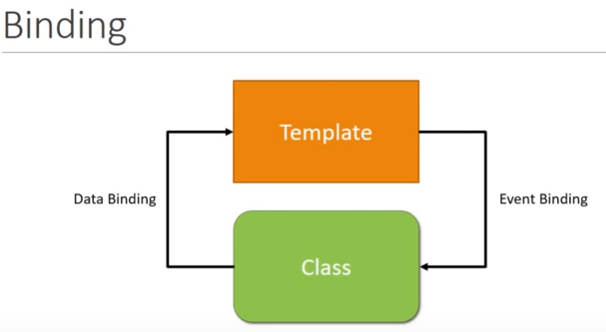 Binding
Template
Data Binding
Event Binding
Class